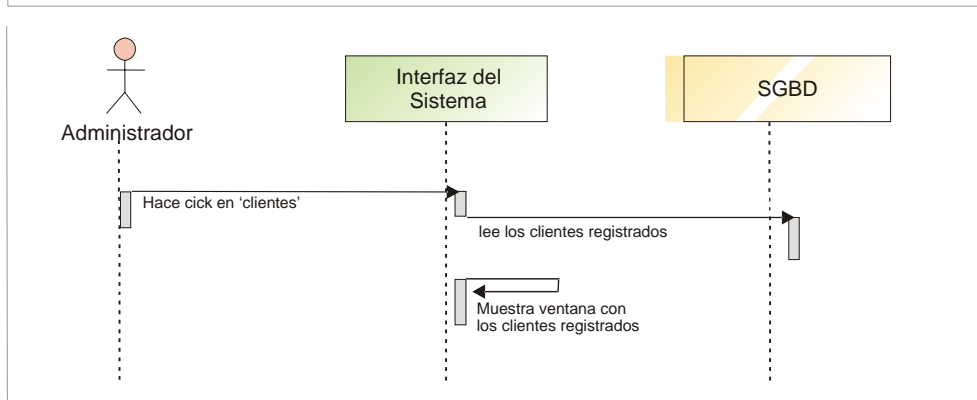 Interfaz del
Sistema
SGBD
Administrador
Hace cick en ‘clientes’
lee los clientes registrados
Muestra ventana con
los clientes registrados